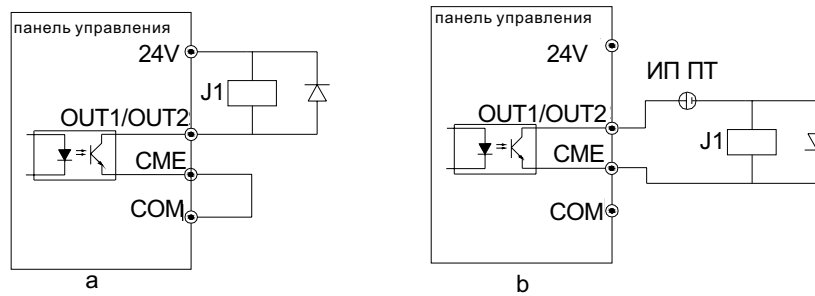 панель управления
24V
J1
OUT1/OUT2
CME
COM
a
панель управления
24V
ИП ПТ
OUT1/OUT2
J1
CME
COM
b